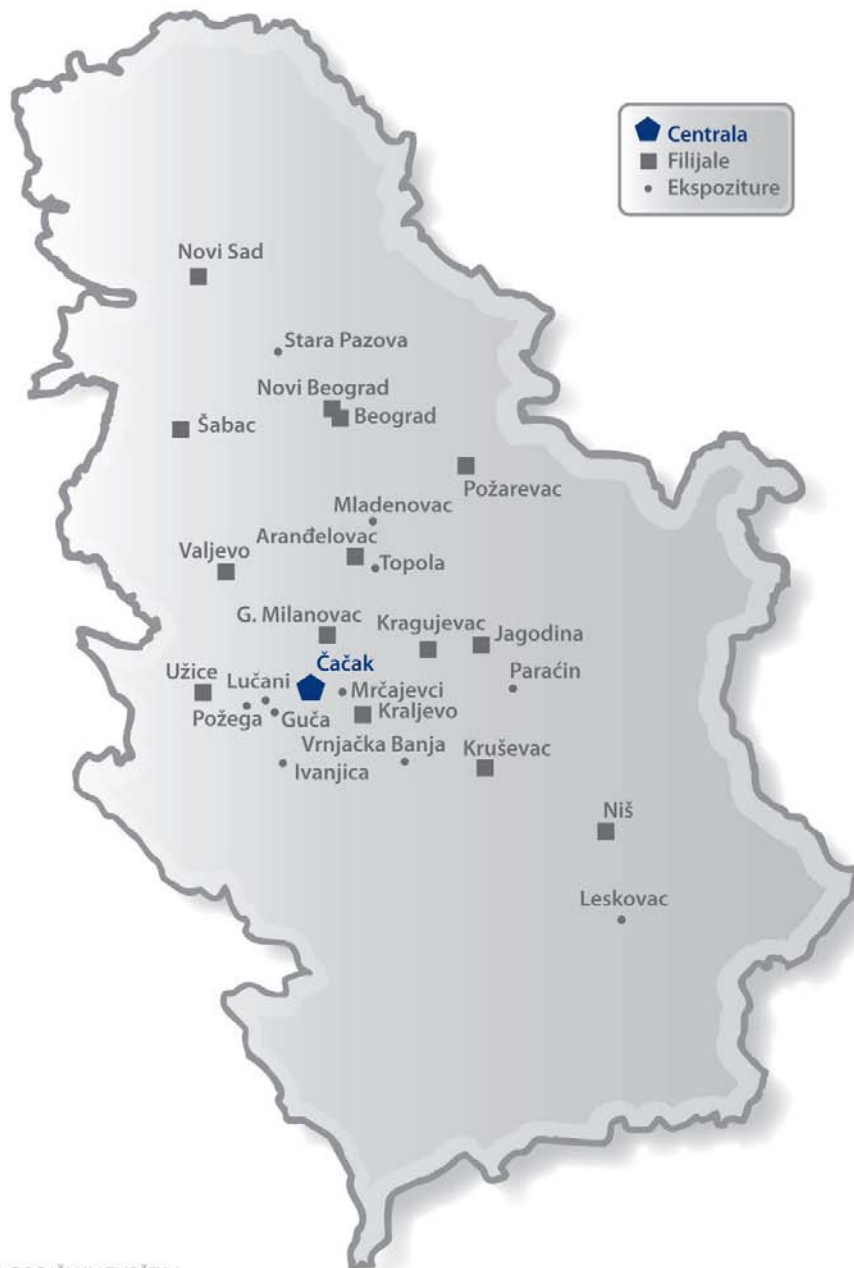 Centrala
Filijale
Ekspoziture
Novi Sad
Stara Pazova
Novi Beograd
Beograd
Šabac
Požarevac
Mladenovac
Aranđelovac
Valjevo
Topola
G. Milanovac
Kragujevac
Jagodina
Čačak
Užice
Lučani
Mrčajevci
Paraćin
Požega
Guča
Kraljevo
Vrnjačka Banja
Kruševac
Ivanjica
Niš
Leskovac